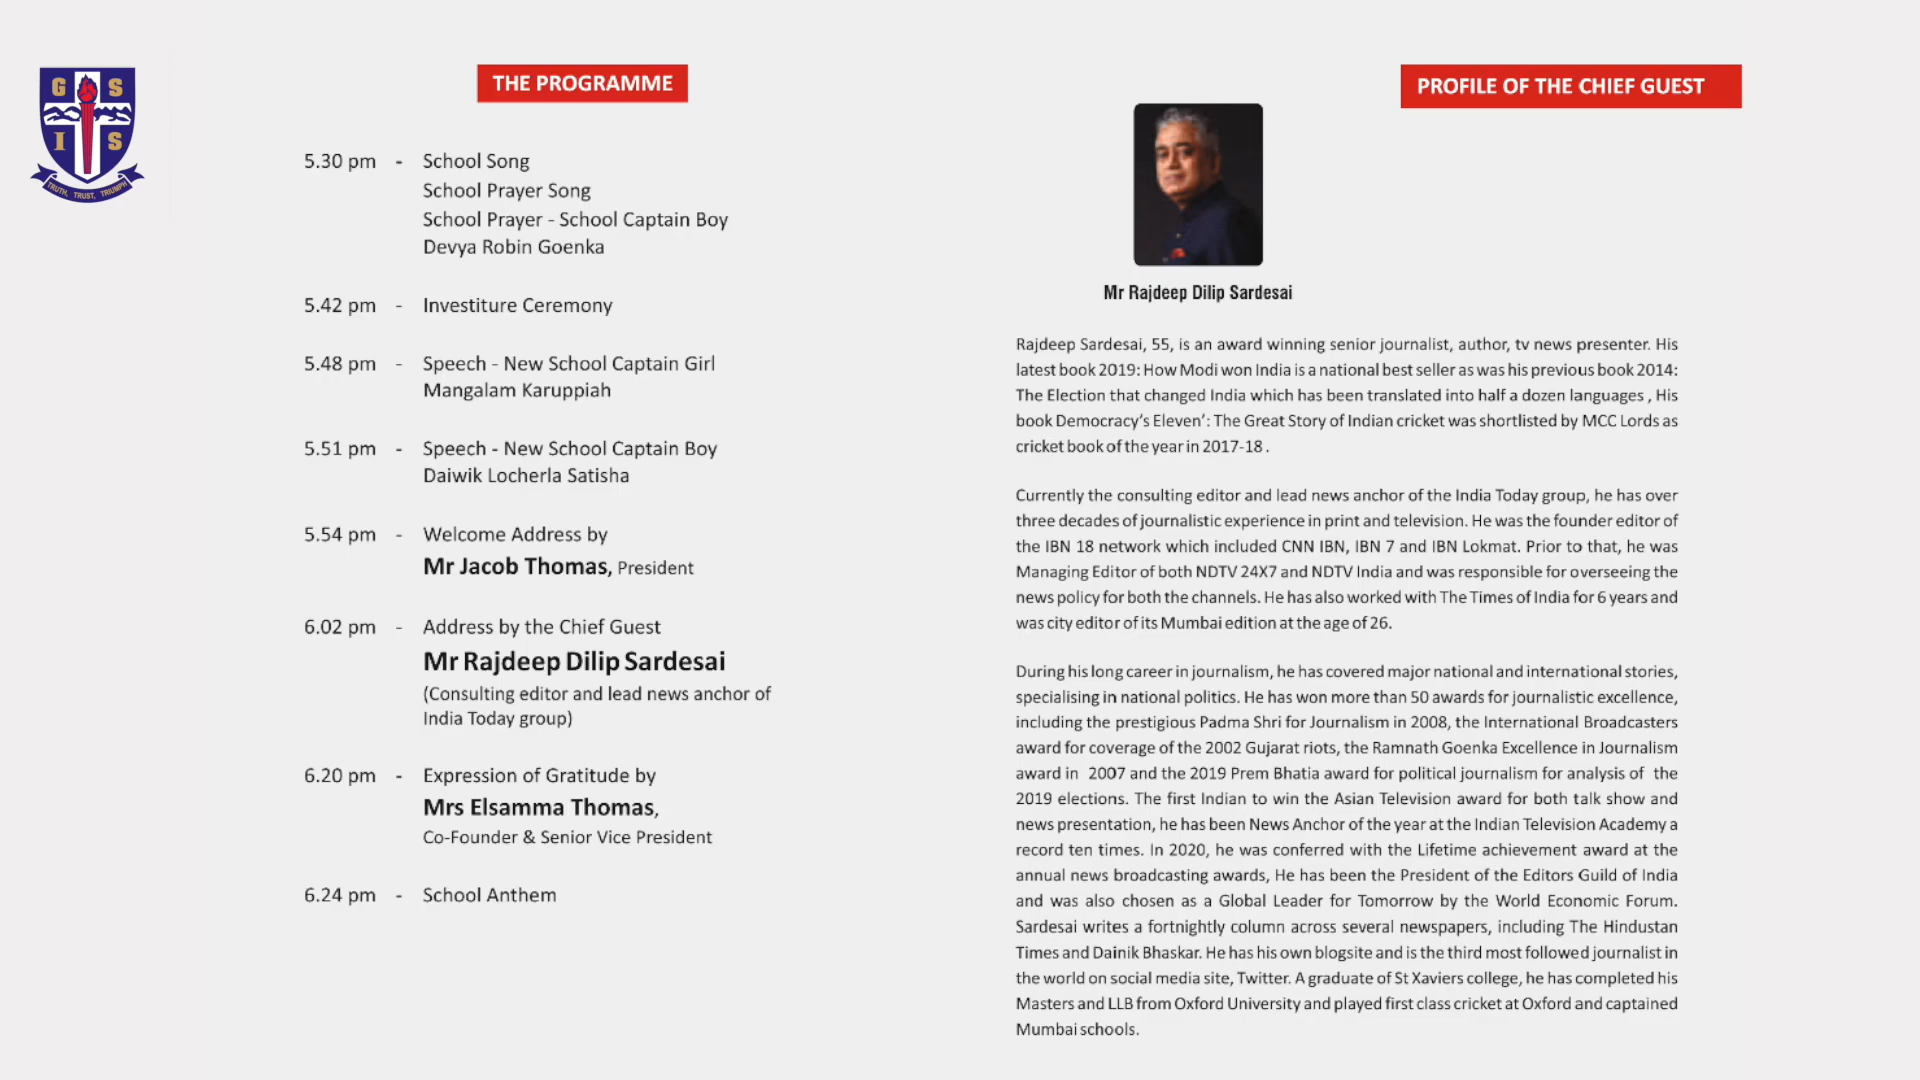 G S
I S
TRUTH, TRUST, TRIUMPH
THE PROGRAMME
5.30 pm - School Song
School Prayer Song
School Prayer - School Captain Boy
Devya Robin Goenka
5.42 pm - Investiture Ceremony
5.48 pm - Speech - New School Captain Girl
Mangalam Karuppiah
5.51 pm - Speech - New School Captain Boy
Daiwik Locherla Satisha
5.54 pm - Welcome Address by
Mr Jacob Thomas, President
6.02 pm - Address by the Chief Guest
Mr Rajdeep Dilip Sardesai
(Consulting editor and lead news anchor of
India Today group)
6.20 pm - Expression of Gratitude by
Mrs Elsamma Thomas,
Co-Founder & Senior Vice President
6.24 pm - School Anthem
PROFILE OF THE CHIEF GUEST
Mr Rajdeep Dilip Sardesai
Rajdeep Sardesai, 55, is an award winning senior journalist, author, tv news presenter. His
latest book 2019: How Modi won India is a national best seller as was his previous book 2014:
The Election that changed India which has been translated into half a dozen languages , His
book Democracy's Eleven': The Great Story of Indian cricket was shortlisted by MCC Lords as
cricket book of the year in 2017-18 .
Currently the consulting editor and lead news anchor of the India Today group, he has over
three decades of journalistic experience in print and television. He was the founder editor of
the IBN 18 network which included CNN IBN, IBN 7 and IBN Lokmat. Prior to that, he was
Managing Editor of both NDTV 24X7 and NDTV India and was responsible for overseeing the
news policy for both the channels. He has also worked with The Times of India for 6 years and
was city editor of its Mumbai edition at the age of 26.
During his long career in journalism, he has covered major national and international stories,
specialising in national politics. He has won more than 50 awards for journalistic excellence,
including the prestigious Padma Shri for Journalism in 2008, the International Broadcasters
award for coverage of the 2002 Gujarat riots, the Ramnath Goenka Excellence in Journalism
award in 2007 and the 2019 Prem Bhatia award for political journalism for analysis of the
2019 elections. The first Indian to win the Asian Television award for both talk show and
news presentation, he has been News Anchor of the year at the Indian Television Academy a
record ten times. In 2020, he was conferred with the Lifetime achievement award at the
annual news broadcasting awards, He has been the President of the Editors Guild of India
and was also chosen as a Global Leader for Tomorrow by the World Economic Forum.
Sardesai writes a fortnightly column across several newspapers, including The Hindustan
Times and Dainik Bhaskar. He has his own blogsite and is the third most followed journalist in
the world on social media site, Twitter. A graduate of St Xaviers college, he has completed his
Masters and LLB from Oxford University and played first class cricket at Oxford and captained
Mumbai schools.